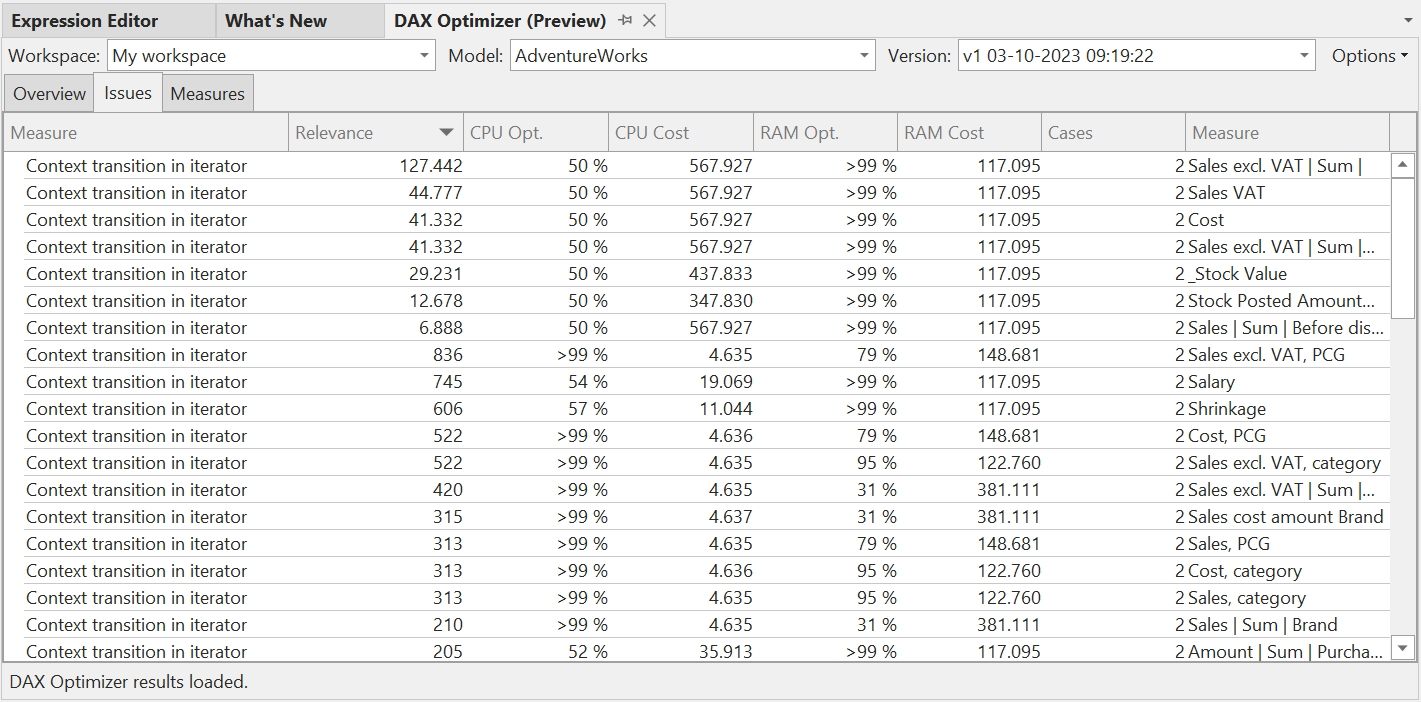 Expression Editor What's New DAX Optimizer (Preview)
Workspace: My workspace Model: AdventureWorks Version: v1 03-10-2023 09:19:22 Options
Overview Issues Measures
Measure Relevance CPU Opt. CPU Cost RAM Opt. RAM Cost Cases Measure
Context transition in iterator 127.442 50 % 567.927 >99 % 117.095 2 Sales excl. VAT | Sum |
Context transition in iterator 44.777 50 % 567.927 >99 % 117.095 2 Sales VAT
Context transition in iterator 41.332 50 % 567.927 >99 % 117.095 2 Cost
Context transition in iterator 41.332 50 % 567.927 >99 % 117.095 2 Sales excl. VAT | Sum |...
Context transition in iterator 29.231 50 % 437.833 >99 % 117.095 2 _Stock Value
Context transition in iterator 12.678 50 % 347.830 >99 % 117.095 2 Stock Posted Amount...
Context transition in iterator 6.888 50 % 567.927 >99 % 117.095 2 Sales | Sum | Before dis...
Context transition in iterator 836 >99 % 4.635 79 % 148.681 2 Sales excl. VAT, PCG
Context transition in iterator 745 54 % 19.069 >99 % 117.095 2 Salary
Context transition in iterator 606 57 % 11.044 >99 % 117.095 2 Shrinkage
Context transition in iterator 522 >99 % 4.636 79 % 148.681 2 Cost, PCG
Context transition in iterator 522 >99 % 4.635 95 % 122.760 2 Sales excl. VAT, category
Context transition in iterator 420 >99 % 4.635 31 % 381.111 2 Sales excl. VAT | Sum |...
Context transition in iterator 315 >99 % 4.637 31 % 381.111 2 Sales cost amount Brand
Context transition in iterator 313 >99 % 4.635 79 % 148.681 2 Sales, PCG
Context transition in iterator 313 >99 % 4.636 95 % 122.760 2 Cost, category
Context transition in iterator 313 >99 % 4.635 95 % 122.760 2 Sales, category
Context transition in iterator 210 >99 % 4.635 31 % 381.111 2 Sales | Sum | Brand
Context transition in iterator 205 52 % 35.913 >99 % 117.095 2 Amount | Sum | Purcha...
DAX Optimizer results loaded.